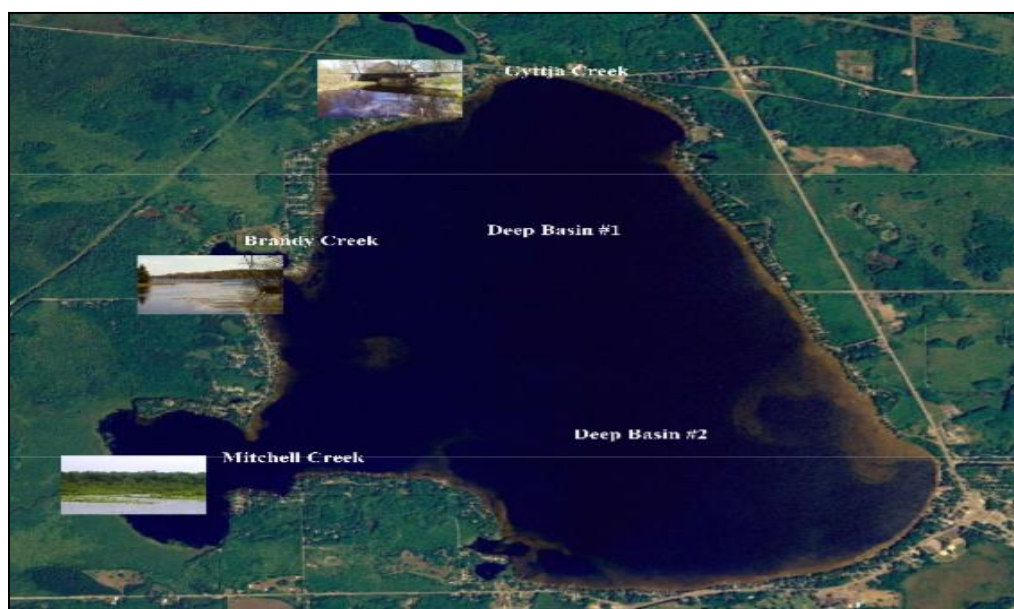 Gyttja Creek
Deep Basin #1
Brandy Creek
Deep Basin #2
Mitchell Creek